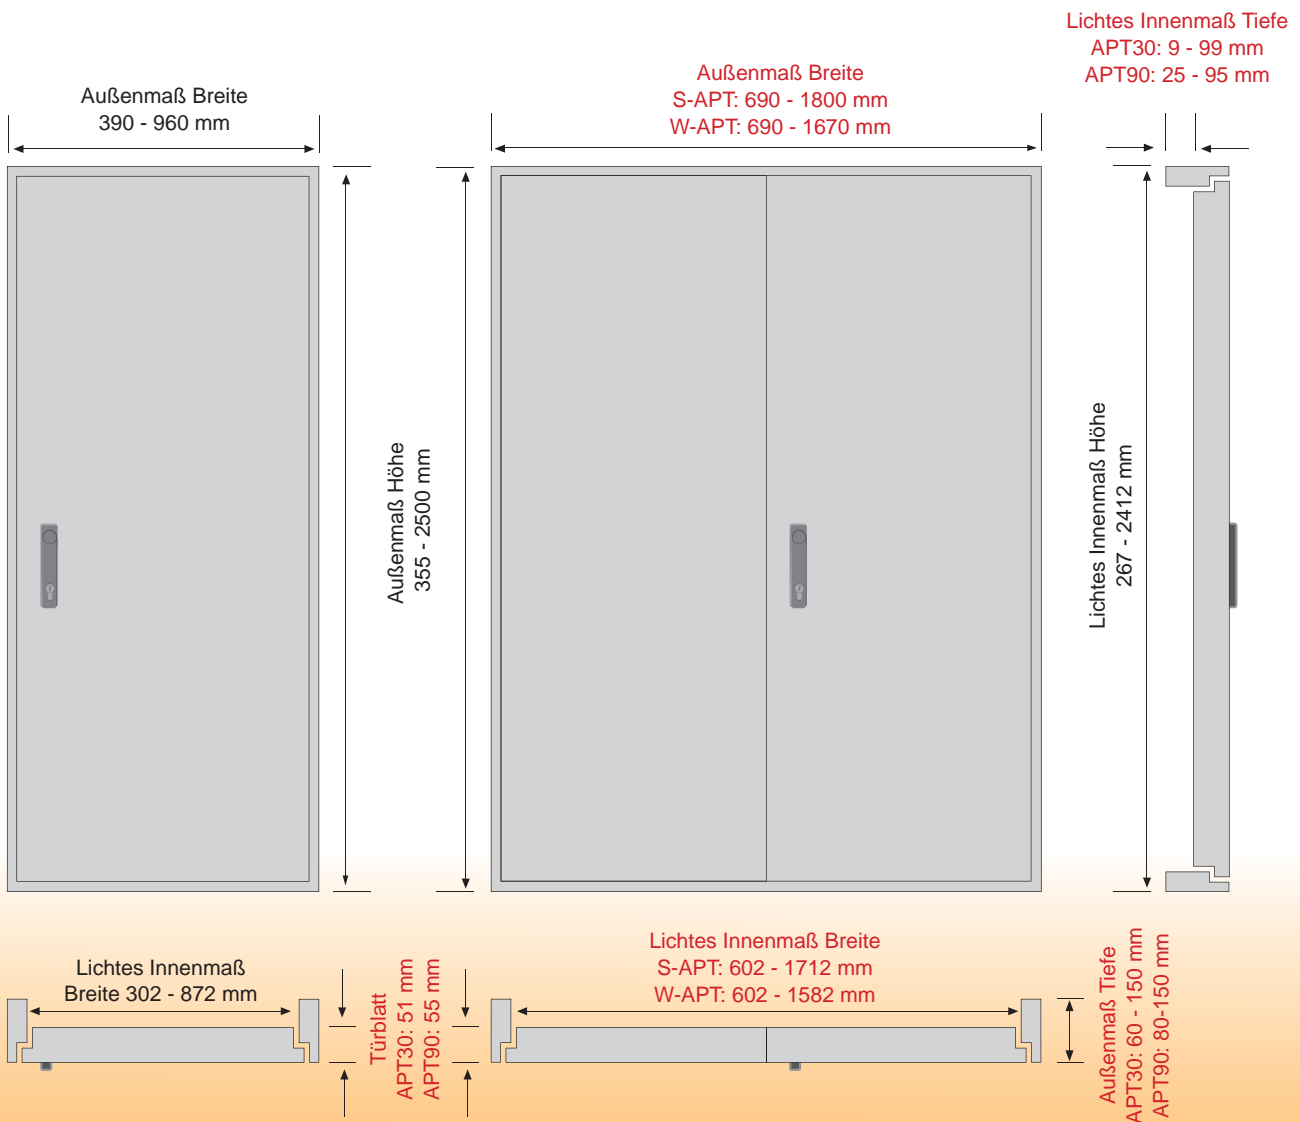 Lichtes Innenmaß Tiefe
APT30: 9 - 99 mm
APT90: 25 - 95 mm
Außenmaß Breite
S-APT: 690 - 1800 mm
W-APT: 690 - 1670 mm
Außenmaß Breite
390 - 960 mm
Außenmaß Höhe
355 - 2500 mm
Lichtes Innenmaß Höhe
267 - 2412 mm
Lichtes Innenmaß
Breite 302 - 872 mm
Türblatt
APT30: 51 mm
APT90: 55 mm
Lichtes Innenmaß Breite
S-APT: 602 - 1712 mm
W-APT: 602 - 1582 mm
Außenmaß Tiefe
APT30: 60 - 150 mm
APT90: 80-150 mm